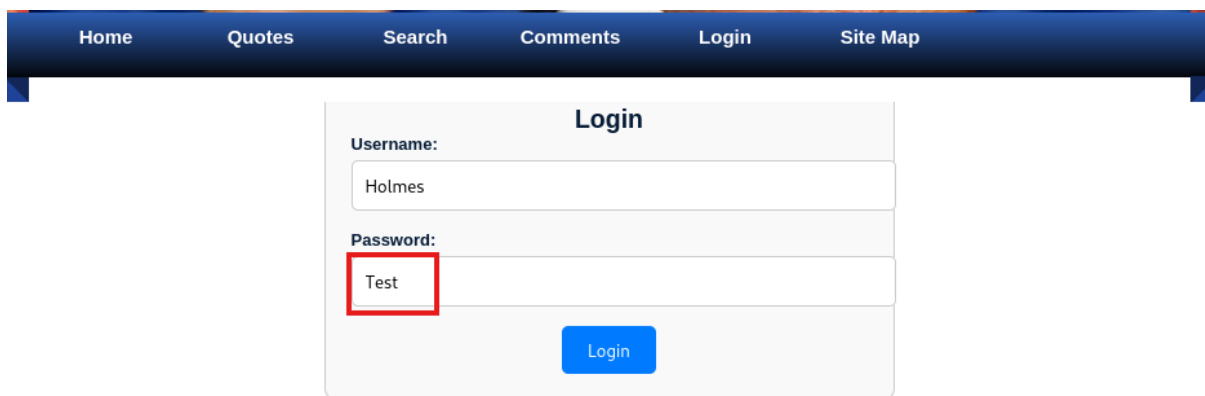 Home Quotes Search Comments Login Site Map
Login
Username:
Holmes
Password:
Test
Login